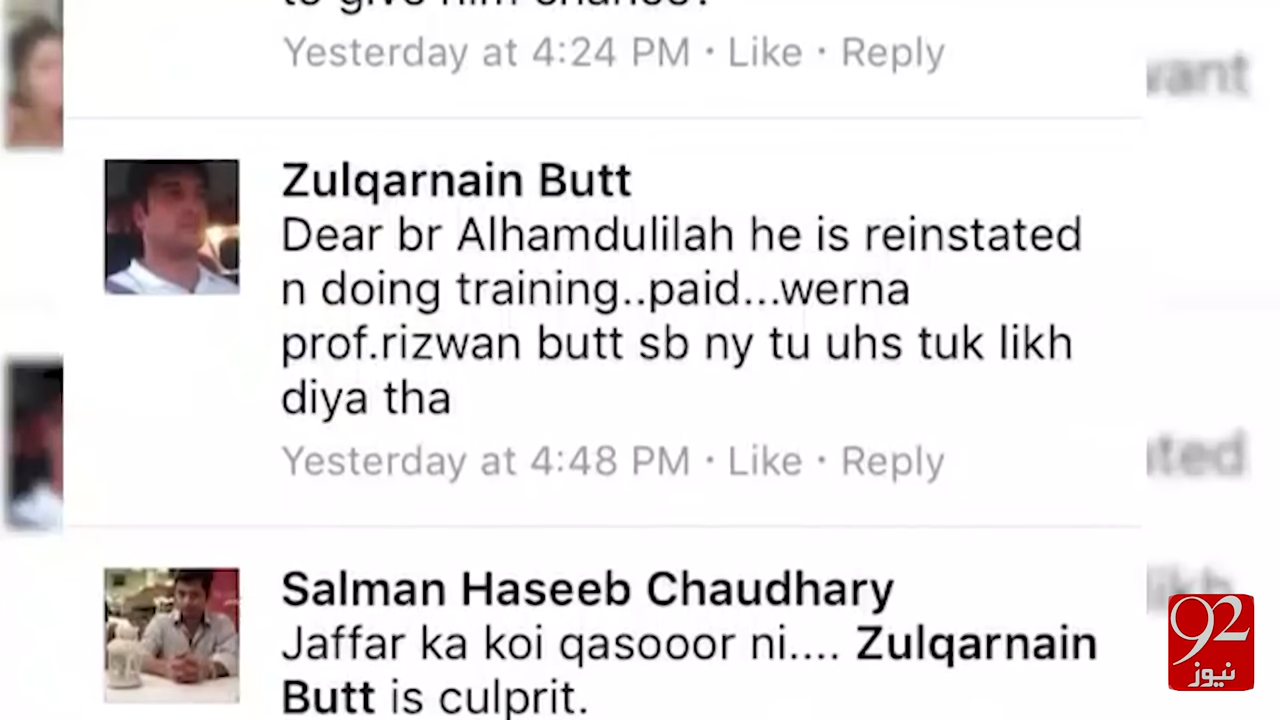 Yesterday at 4:24 PM · Like · Reply
Zulqarnain Butt
Dear br Alhamdulilah he is reinstated
n doing training..paid...werna
prof.rizwan butt sb ny tu uhs tuk likh
diya tha
Yesterday at 4:48 PM · Like · Reply
Salman Haseeb Chaudhary
Jaffar ka koi qasooor ni.... Zulqarnain
Butt is culprit.
92
نیوز